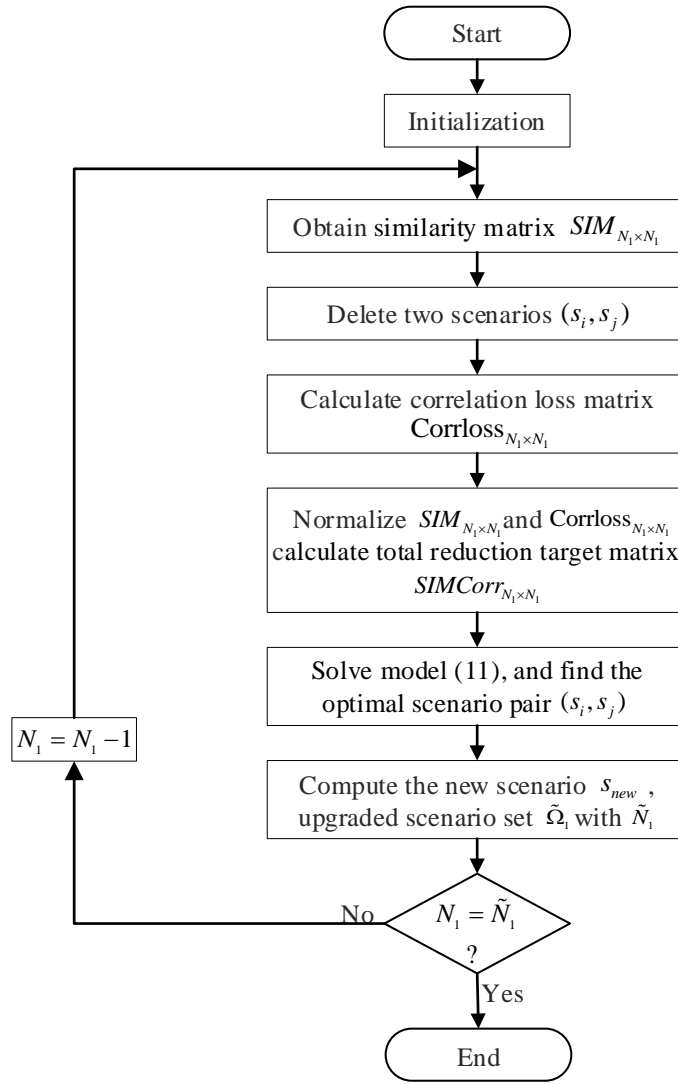 Start
Initialization
Obtain similarity matrix SIM_{N_1×N_1}
Delete two scenarios (s_i, s_j)
Calculate correlation loss matrix
Corrloss_{N_1×N_1}
Normalize SIM_{N_1×N_1} and Corrloss_{N_1×N_1}
calculate total reduction target matrix
SIMCorr_{N_1×N_1}
Solve model (11), and find the
optimal scenario pair (s_i, s_j)
N_1 = N_1 − 1
Compute the new scenario s_{new} ,
upgraded scenario set Ω̃_1 with Ñ_1
No
N_1 = Ñ_1
?
Yes
End